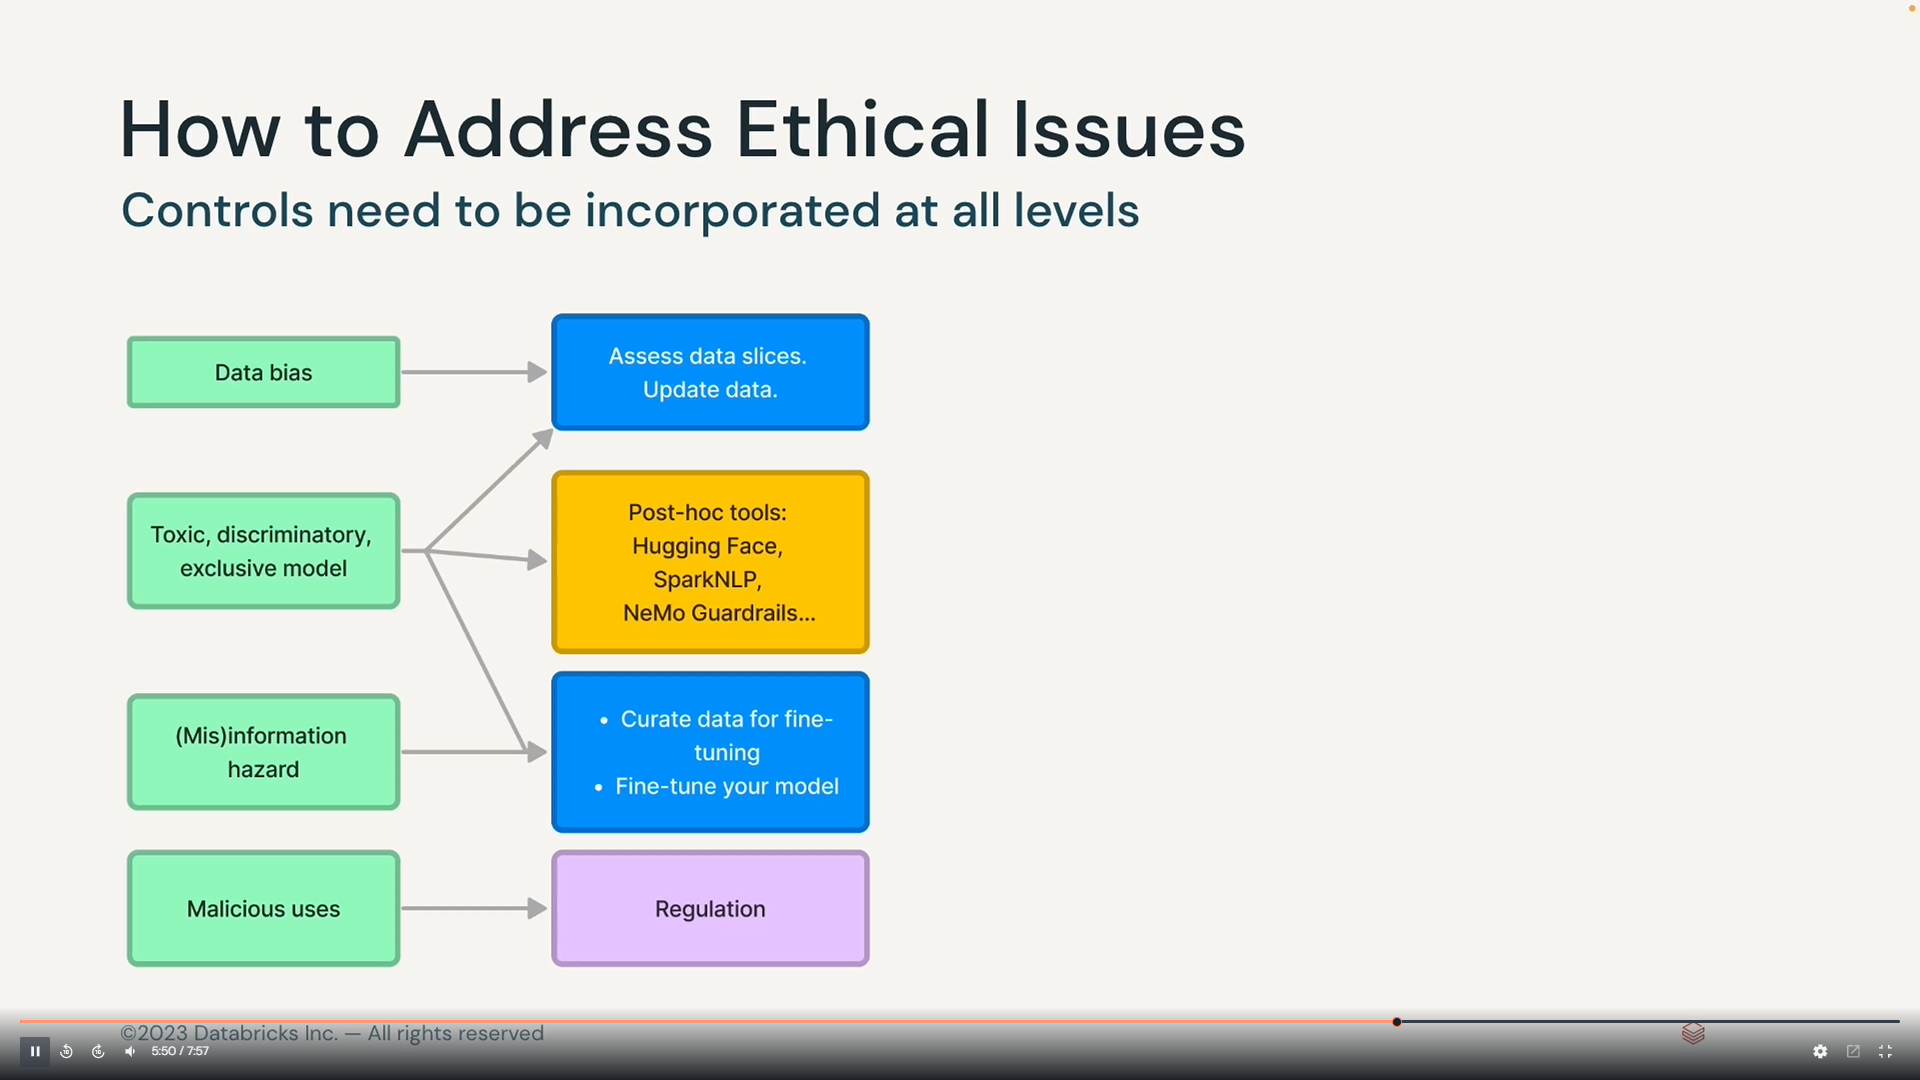 How to Address Ethical Issues
Controls need to be incorporated at all levels
Data bias
Assess data slices.
Update data.
Toxic, discriminatory,
exclusive model
Post-hoc tools:
Hugging Face,
SparkNLP,
NeMo Guardrails...
(Mis)information
hazard
• Curate data for fine-
tuning
• Fine-tune your model
Malicious uses
Regulation
©2023 Databricks Inc. — All rights reserved
10
10
5:50 / 7:57